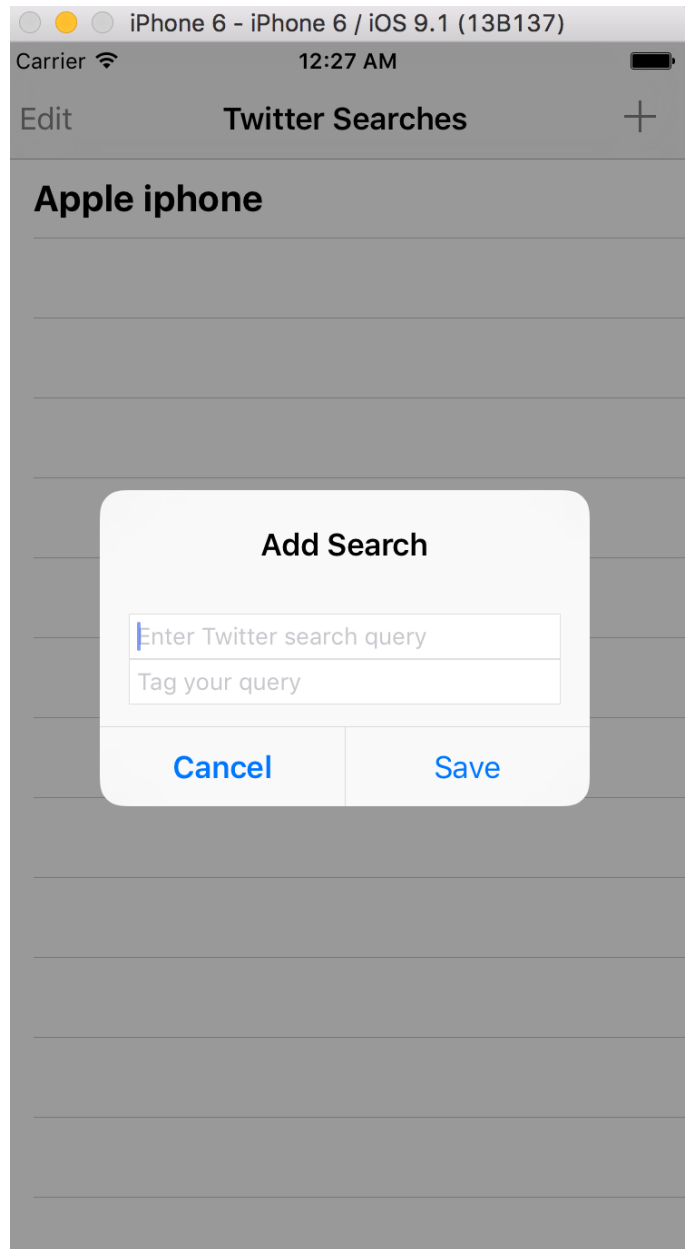 iPhone 6 - iPhone 6 / iOS 9.1 (13B137)
Carrier 12:27 AM
Edit Twitter Searches +
Apple iphone
Add Search
Enter Twitter search query
Tag your query
Cancel Save